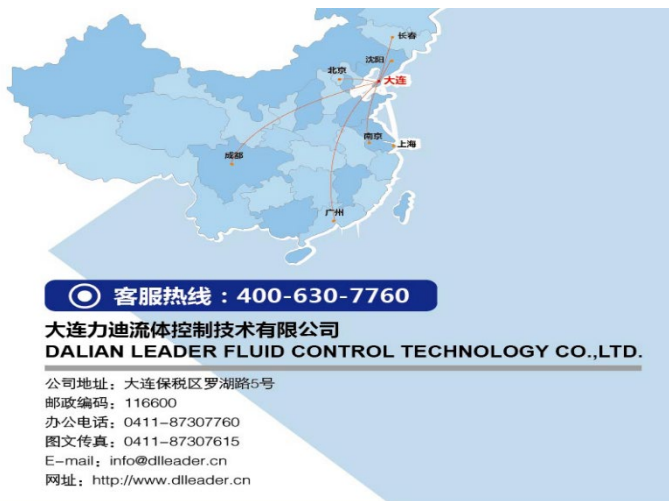 长春
沈阳
北京
大连
南京
上海
成都
广州
客服热线：400-630-7760
大连力迪流体控制技术有限公司
DALIAN LEADER FLUID CONTROL TECHNOLOGY CO.,LTD.
公司地址：大连保税区罗湖路5号
邮政编码：116600
办公电话：0411-87307760
图文传真：0411-87307615
E-mail：info@dlleader.cn
网址：http://www.dlleader.cn